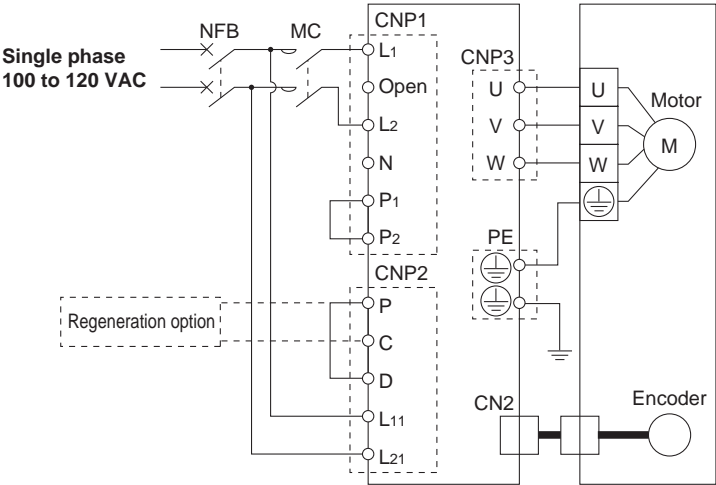 NFB
MC
CNP1
Single phase
100 to 120 VAC
L1
Open
L2
N
P1
P2
CNP3
U
V
W
U
V
W
Motor
M
PE
CNP2
Regeneration option
P
C
D
L11
L21
CN2
Encoder